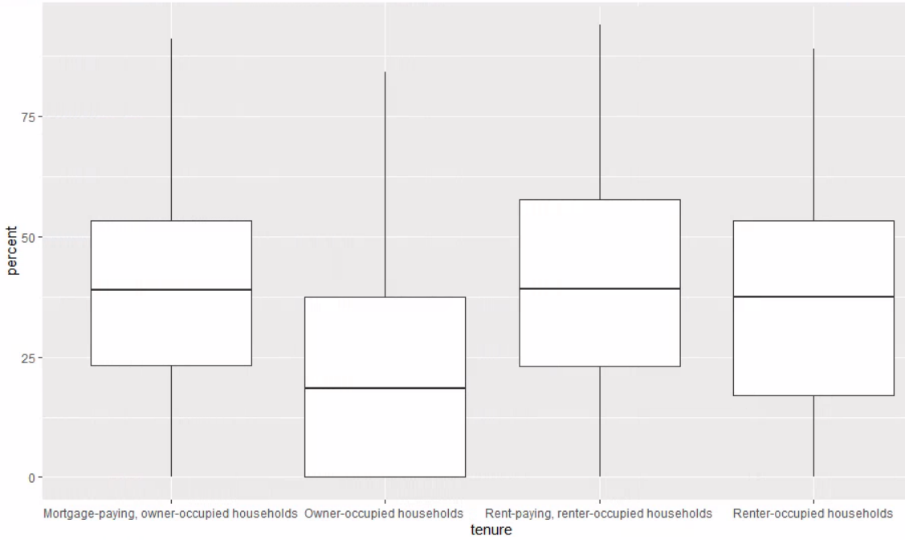 75
50
percent
25
0
Mortgage-paying, owner-occupied households Owner-occupied households Rent-paying, renter-occupied households Renter-occupied households
tenure